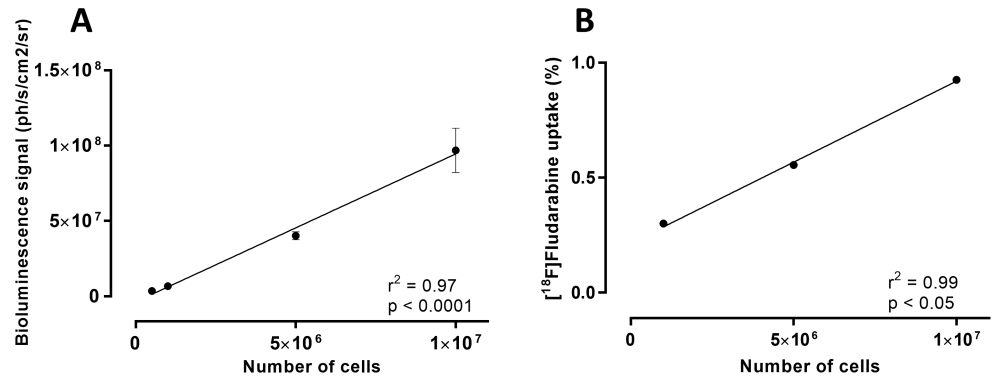 A
Bioluminescence signal (ph/s/cm2/sr)
1.5×10⁸
1×10⁸
5×10⁷
0
r² = 0.97
p < 0.0001
0
5×10⁶
1×10⁷
Number of cells
B
[¹⁸F]Fludarabine uptake (%)
1.0
0.5
0.0
r² = 0.99
p < 0.05
0
5×10⁶
1×10⁷
Number of cells